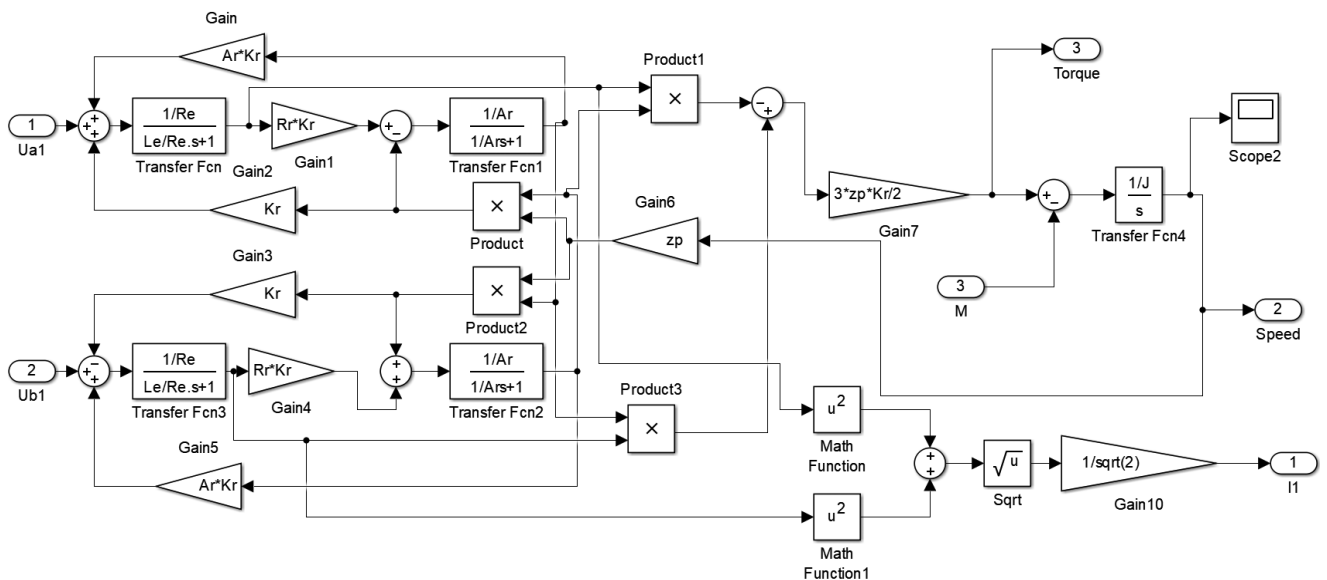 Gain
Ar*Kr
Product1
×
3
Torque
1
Ua1
1/Re
Le/Re.s+1
Transfer Fcn
Rr*Kr
Gain1
1/Ar
1/Ars+1
Transfer Fcn1
Scope2
Gain2
Kr
×
Product
Gain6
zp
3*zp*Kr/2
Gain7
1/J
s
Transfer Fcn4
Gain3
Kr
×
Product2
3
M
2
Speed
2
Ub1
1/Re
Le/Re.s+1
Transfer Fcn3
Rr*Kr
Gain4
1/Ar
1/Ars+1
Transfer Fcn2
Product3
×
u2
Math
Function
Gain5
Ar*Kr
√u
Sqrt
1/sqrt(2)
Gain10
1
I1
u2
Math
Function1